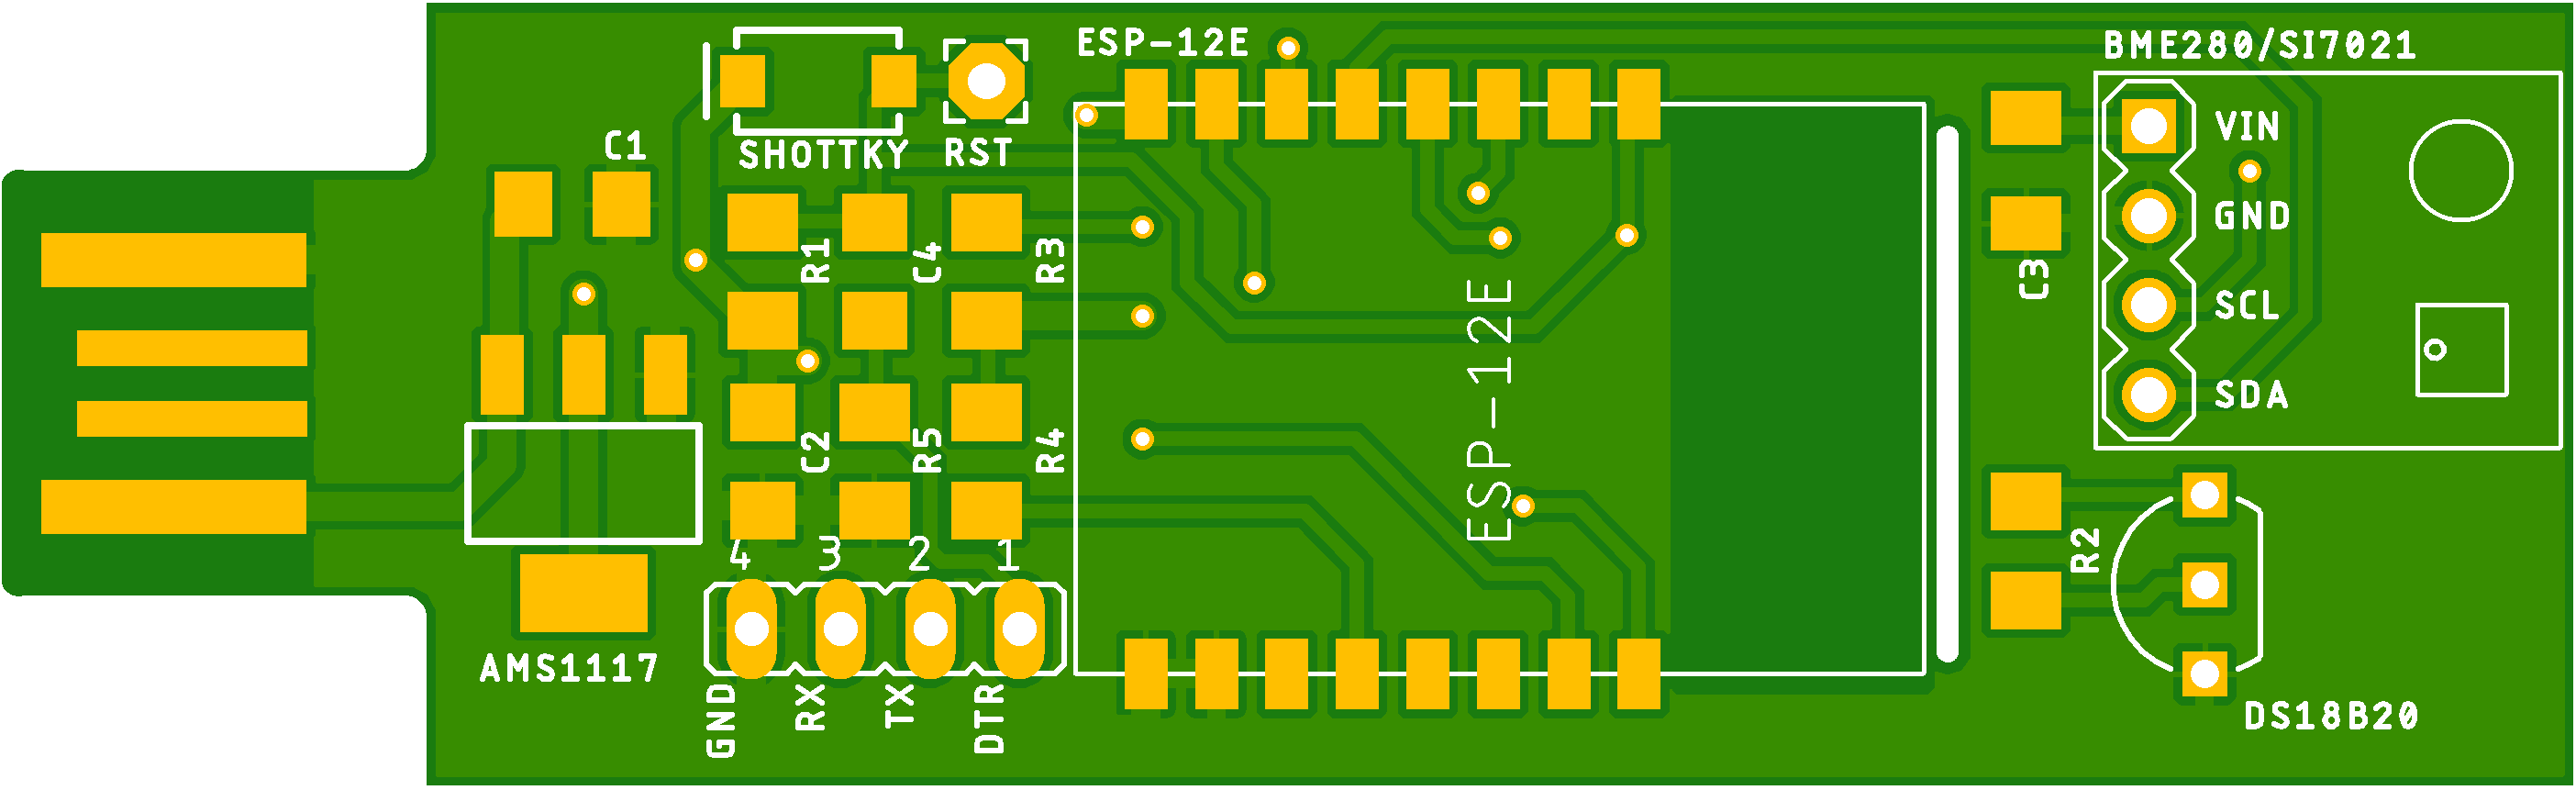 ESP-12E
BME280/SI7021
C1
SHOTTKY
RST
VIN
GND
SCL
SDA
R1
C4
R3
C3
ESP-12E
C2
R5
R4
R2
4
3
2
1
AMS1117
GND
RX
TX
DTR
DS18B20